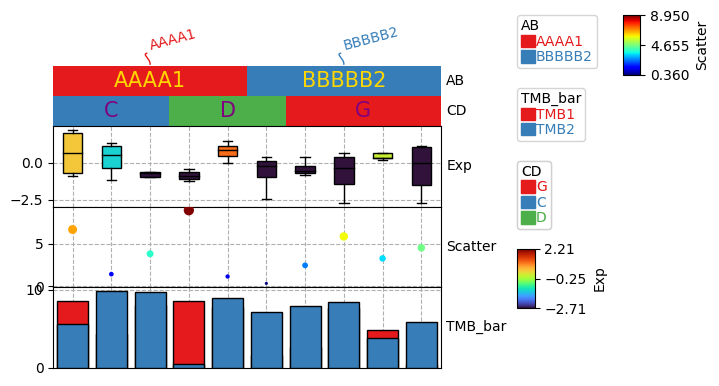 AAAA1
BBBBB2
AAAA1
BBBBB2
AB
C
D
G
CD
0.0
−2.5
Exp
5
0
Scatter
10
0
TMB_bar
AB
AAAA1
BBBBB2
TMB_bar
TMB1
TMB2
CD
G
C
D
2.21
−0.25
−2.71
Exp
8.950
4.655
0.360
Scatter